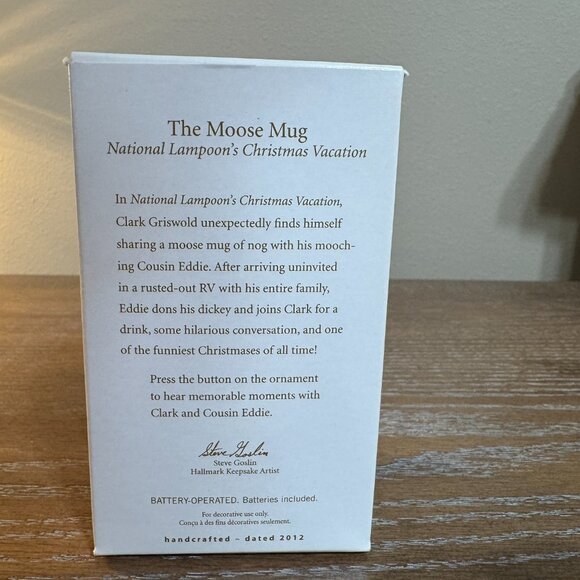 The Moose Mug
National Lampoon's Christmas Vacation
In National Lampoon's Christmas Vacation,
Clark Griswold unexpectedly finds himself
sharing a moose mug of nog with his mooch-
ing Cousin Eddie. After arriving uninvited
in a rusted-out RV with his entire family,
Eddie dons his dickey and joins Clark for a
drink, some hilarious conversation, and one
of the funniest Christmases of all time!
Press the button on the ornament
to hear memorable moments with
Clark and Cousin Eddie.
Steve Goslin
Steve Goslin
Hallmark Keepsake Artist
BATTERY-OPERATED. Batteries included.
For decorative use only.
Conçu à des fins décoratives seulement.
handcrafted – dated 2012